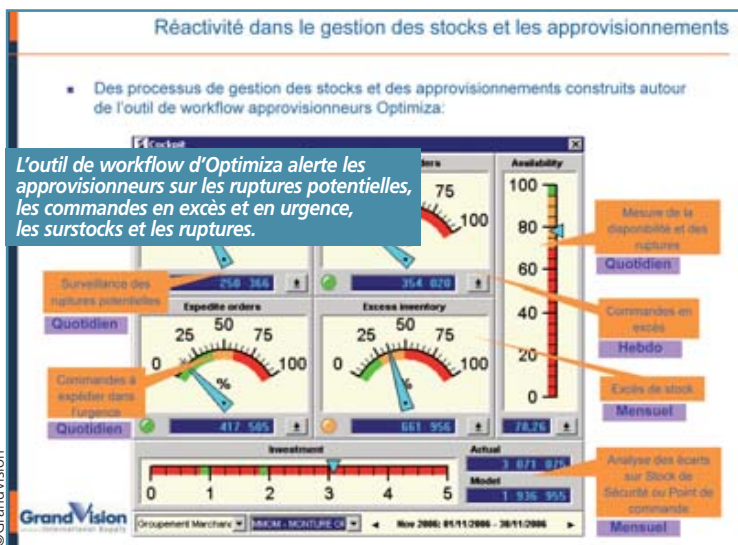 Réactivité dans le gestion des stocks et les approvisionnements
Des processus de gestion des stocks et des approvisionnements construits autour
de l'outil de workflow approvisionneurs Optimiza:
Cockpit
L'outil de workflow d'Optimiza alerte les
approvisionneurs sur les ruptures potentielles,
les commandes en excès et en urgence,
les surstocks et les ruptures.
Availability
75
100
100
80
60
40
20
0
Mesure de la
disponibilité et des
ruptures
Quotidien
Surveillance des
ruptures potentielles
Quotidien
250 366
354 020
Commandes en
excès
Hebdo
Expedite orders
0
25
50
75
100
%
Excess inventory
0
25
50
75
100
%
Commandes à
expédier dans
l'urgence
Quotidien
Excès de stock
Mensuel
417 505
661 956
78,26
Investment
0
1
2
3
4
5
Actual
3 071 075
Model
1 936 955
Analyse des écarts
sur Stock de
Sécurité ou Point de
commande
Mensuel
GrandVision
International Supply
Groupement Marchand
Nov 2006: 01/11/2006 - 30/11/2006
©GrandVision